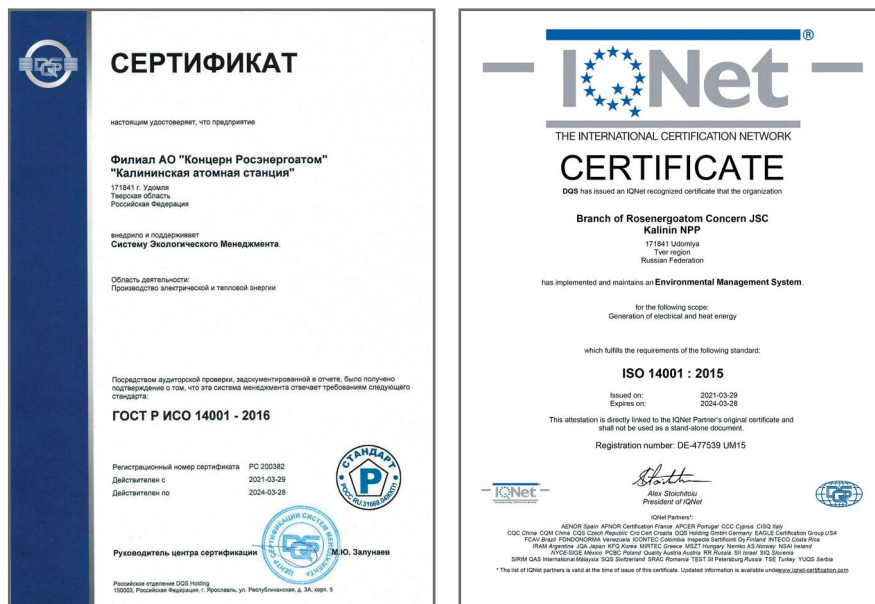 DQS
СЕРТИФИКАТ
настоящим удостоверяет, что предприятие
Филиал АО "Концерн Росэнергоатом"
"Калининская атомная станция"
171841 г. Удомля
Тверская область
Российская Федерация
внедрило и поддерживает
Систему Экологического Менеджмента.
Область деятельности:
Производство электрической и тепловой энергии
Посредством аудиторской проверки, задокументированной в отчете, было получено
подтверждение о том, что эта система менеджмента отвечает требованиям следующего
стандарта:
ГОСТ Р ИСО 14001 - 2016
Регистрационный номер сертификата РС 200382
Действителен с 2021-03-29
Действителен по 2024-03-28
СТАНДАРТ
Р
Руководитель центра сертификации
М.Ю. Залунаев
Российское отделение DQS Holding
150003, Российская Федерация, г. Ярославль, ул. Республиканская, д. 3А, корп. 5
IQNet ®
THE INTERNATIONAL CERTIFICATION NETWORK
CERTIFICATE
DQS has issued an IQNet recognized certificate that the organization
Branch of Rosenergoatom Concern JSC
Kalinin NPP
171841 Udomlya
Tver region
Russian Federation
has implemented and maintains an Environmental Management System.
for the following scope:
Generation of electrical and heat energy
which fulfills the requirements of the following standard:
ISO 14001 : 2015
Issued on: 2021-03-29
Expires on: 2024-03-28
This attestation is directly linked to the IQNet Partner's original certificate and
shall not be used as a stand-alone document.
Registration number: DE-477539 UM15
IQNet
Alex Stoichitoiu
President of IQNet
DQS
IQNet Partners*:
AENOR Spain AFNOR Certification France APCER Portugal CCC Cyprus CISQ Italy
CQC China CQM China CQS Czech Republic Cro Cert Croatia DQS Holding GmbH Germany EAGLE Certification Group USA
FCAV Brazil FONDONORMA Venezuela ICONTEC Colombia Inspecta Sertifiointi Oy Finland INTECO Costa Rica
IRAM Argentina JQA Japan KFQ Korea MIRTEC Greece MSZT Hungary Nemko AS Norway NSAI Ireland
NYCE-SIGE México PCBC Poland Quality Austria Austria RR Russia SII Israel SIQ Slovenia
SIRIM QAS International Malaysia SQS Switzerland SRAC Romania TEST St Petersburg Russia TSE Turkey YUQS Serbia
* The list of IQNet partners is valid at the time of issue of this certificate. Updated information is available under www.iqnet-certification.com